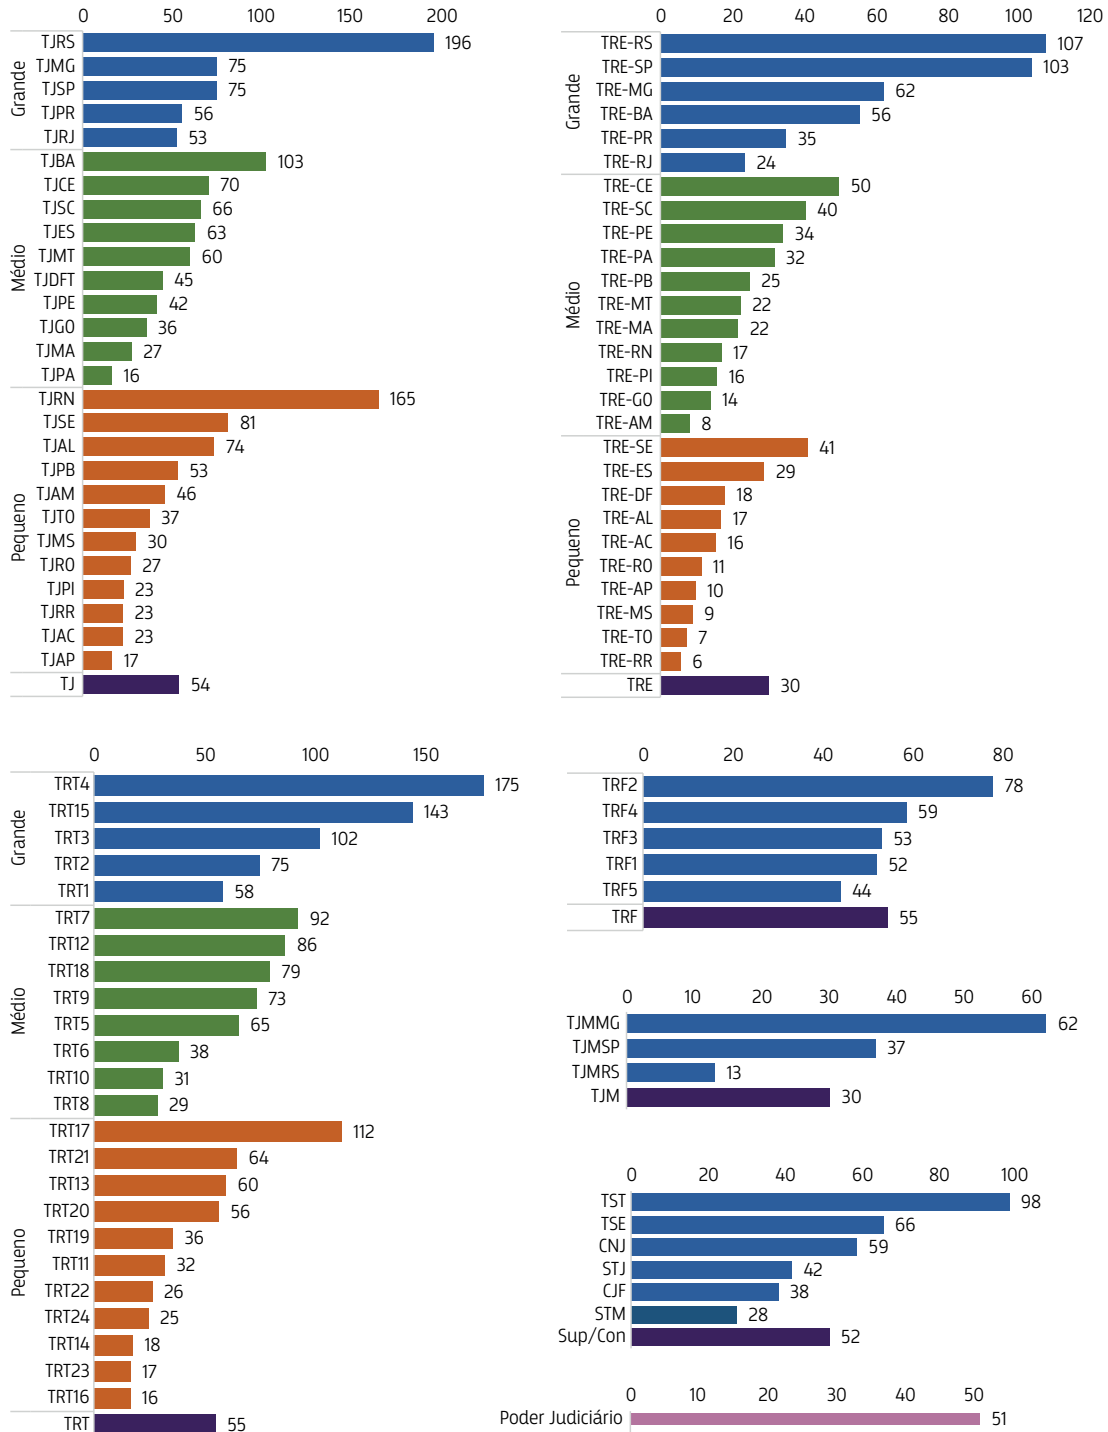 0 50 100 150 200
Grande
TJRS 196
TJMG 75
TJSP 75
TJPR 56
TJRJ 53
Médio
TJBA 103
TJCE 70
TJSC 66
TJES 63
TJMT 60
TJDFT 45
TJPE 42
TJGO 36
TJMA 27
TJPA 16
Pequeno
TJRN 165
TJSE 81
TJAL 74
TJPB 53
TJAM 46
TJTO 37
TJMS 30
TJRO 27
TJPI 23
TJRR 23
TJAC 23
TJAP 17
TJ 54
0 20 40 60 80 100 120
Grande
TRE-RS 107
TRE-SP 103
TRE-MG 62
TRE-BA 56
TRE-PR 35
TRE-RJ 24
Médio
TRE-CE 50
TRE-SC 40
TRE-PE 34
TRE-PA 32
TRE-PB 25
TRE-MT 22
TRE-MA 22
TRE-RN 17
TRE-PI 16
TRE-GO 14
TRE-AM 8
Pequeno
TRE-SE 41
TRE-ES 29
TRE-DF 18
TRE-AL 17
TRE-AC 16
TRE-RO 11
TRE-AP 10
TRE-MS 9
TRE-TO 7
TRE-RR 6
TRE 30
0 50 100 150
Grande
TRT4 175
TRT15 143
TRT3 102
TRT2 75
TRT1 58
Médio
TRT7 92
TRT12 86
TRT18 79
TRT9 73
TRT5 65
TRT6 38
TRT10 31
TRT8 29
Pequeno
TRT17 112
TRT21 64
TRT13 60
TRT20 56
TRT19 36
TRT11 32
TRT22 26
TRT24 25
TRT14 18
TRT23 17
TRT16 16
TRT 55
0 20 40 60 80
TRF2 78
TRF4 59
TRF3 53
TRF1 52
TRF5 44
TRF 55
0 10 20 30 40 50 60
TJMMG 62
TJMSP 37
TJMRS 13
TJM 30
0 20 40 60 80 100
TST 98
TSE 66
CNJ 59
STJ 42
CJF 38
STM 28
Sup/Con 52
0 10 20 30 40 50
Poder Judiciário 51